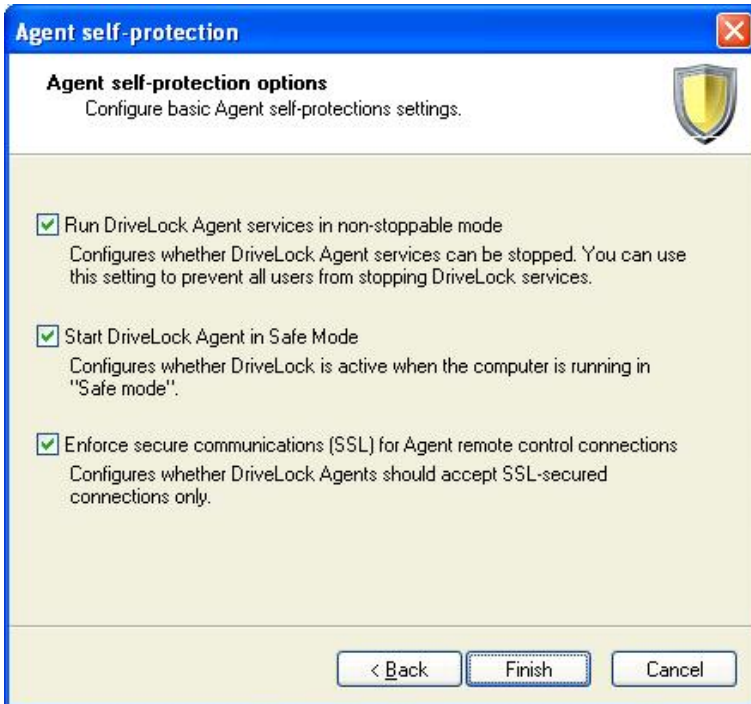 Agent self-protection
Agent self-protection options
Configure basic Agent self-protections settings.
Run DriveLock Agent services in non-stoppable mode
Configures whether DriveLock Agent services can be stopped. You can use
this setting to prevent all users from stopping DriveLock services.
Start DriveLock Agent in Safe Mode
Configures whether DriveLock is active when the computer is running in
"Safe mode".
Enforce secure communications (SSL) for Agent remote control connections
Configures whether DriveLock Agents should accept SSL-secured
connections only.
< Back Finish Cancel